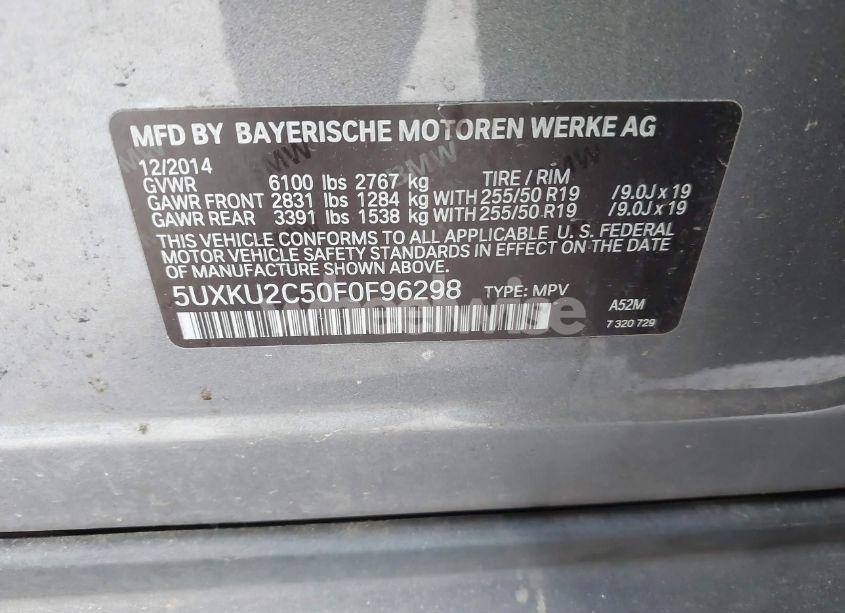 MFD BY BAYERISCHE MOTOREN WERKE AG
12/2014
GVWR 6100 lbs 2767 kg TIRE / RIM
GAWR FRONT 2831 lbs 1284 kg WITH 255/50 R19 /9.0J x 19
GAWR REAR 3391 lbs 1538 kg WITH 255/50 R19 /9.0J x 19
THIS VEHICLE CONFORMS TO ALL APPLICABLE U. S. FEDERAL
MOTOR VEHICLE SAFETY STANDARDS IN EFFECT ON THE DATE
OF MANUFACTURE SHOWN ABOVE.
5UXKU2C50F0F96298 TYPE: MPV A52M
7 320 729